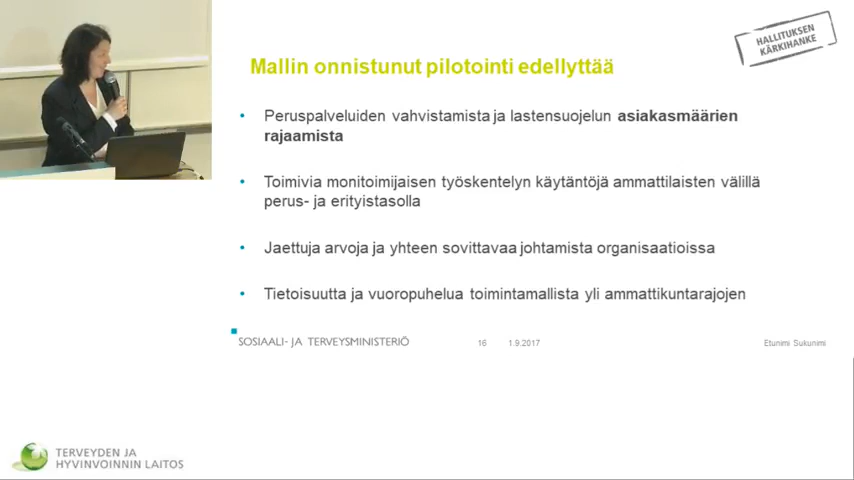 HALLITUKSEN
KÄRKIHANKE
Mallin onnistunut pilotointi edellyttää
• Peruspalveluiden vahvistamista ja lastensuojelun asiakasmäärien
rajaamista
• Toimivia monitoimijaisen työskentelyn käytäntöjä ammattilaisten välillä
perus- ja erityistasolla
• Jaettuja arvoja ja yhteen sovittavaa johtamista organisaatioissa
• Tietoisuutta ja vuoropuhelua toimintamallista yli ammattikuntarajojen
SOSIAALI- JA TERVEYSMINISTERIÖ
16
1.9.2017
Etunimi Sukunimi
TERVEYDEN JA
HYVINVOINNIN LAITOS